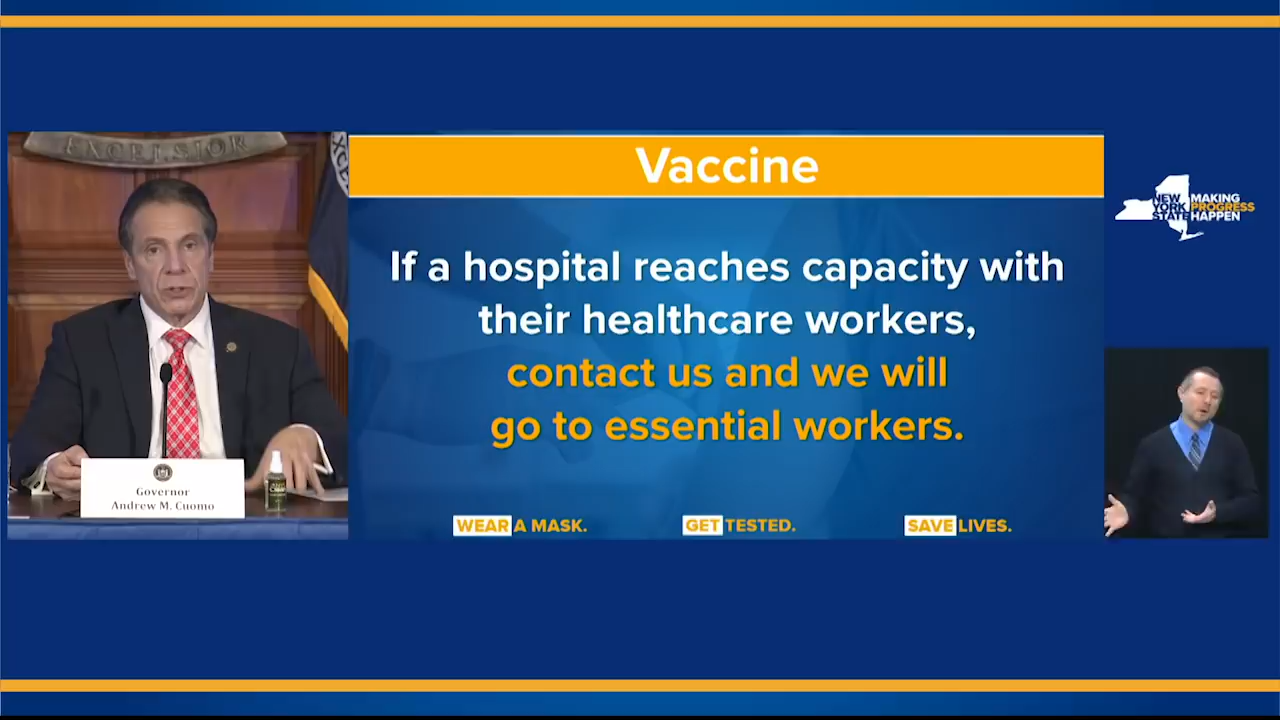 EXCELSIOR
Vaccine
If a hospital reaches capacity with
their healthcare workers,
contact us and we will
go to essential workers.
WEAR A MASK.
GET TESTED.
SAVE LIVES.
Governor
Andrew M. Cuomo
NEW
YORK
STATE
MAKING
PROGRESS
HAPPEN